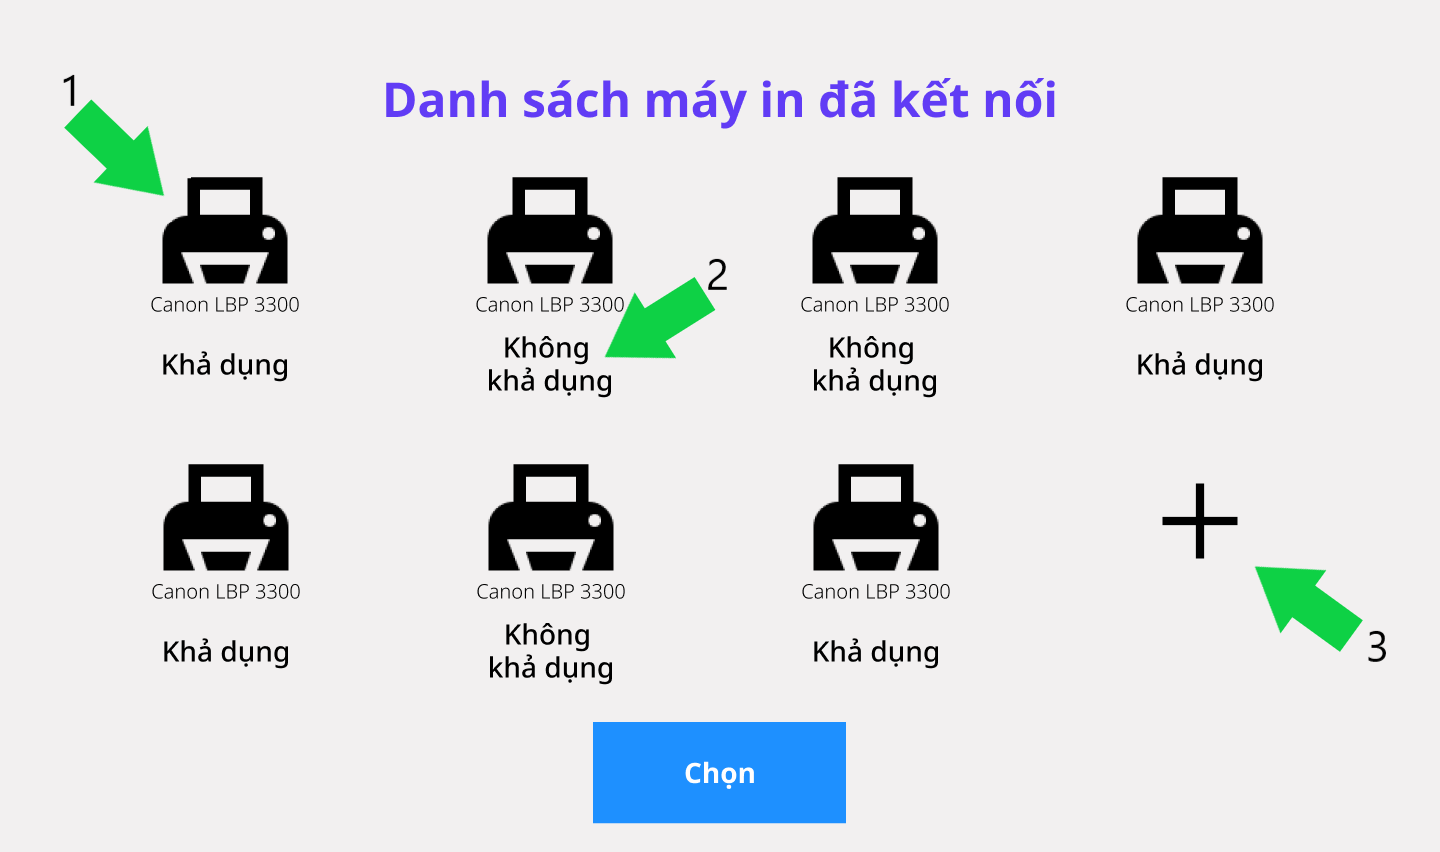 1
Danh sách máy in đã kết nối
Canon LBP 3300
Khả dụng
Canon LBP 3300
2
Không
khả dụng
Canon LBP 3300
Không
khả dụng
Canon LBP 3300
Khả dụng
Canon LBP 3300
Khả dụng
Canon LBP 3300
Không
khả dụng
Canon LBP 3300
Khả dụng
3
Chọn